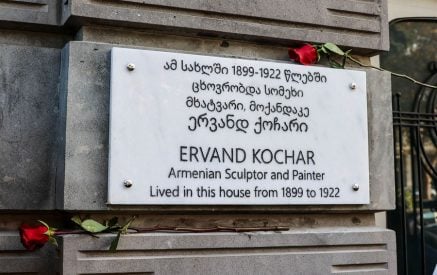 ამ სახლში 1899-1922 წლებში
ცხოვრობდა სომეხი
მხატვარი, მოქანდაკე
ერვანდ ქოჩარი
ERVAND KOCHAR
Armenian Sculptor and Painter
Lived in this house from 1899 to 1922